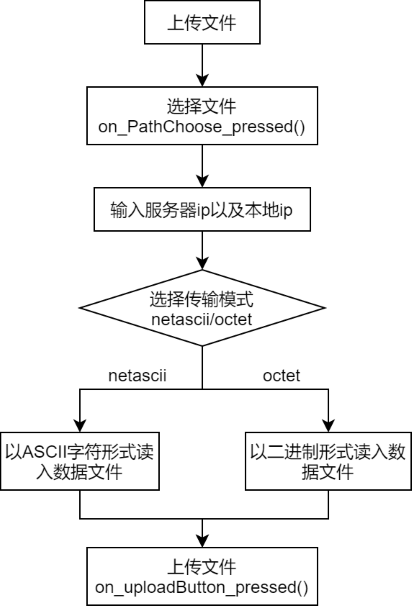 上传文件
选择文件
on_PathChoose_pressed()
输入服务器ip以及本地ip
选择传输模式
netascii/octet
netascii
octet
以ASCII字符形式读
入数据文件
以二进制形式读入数
据文件
上传文件
on_uploadButton_pressed()